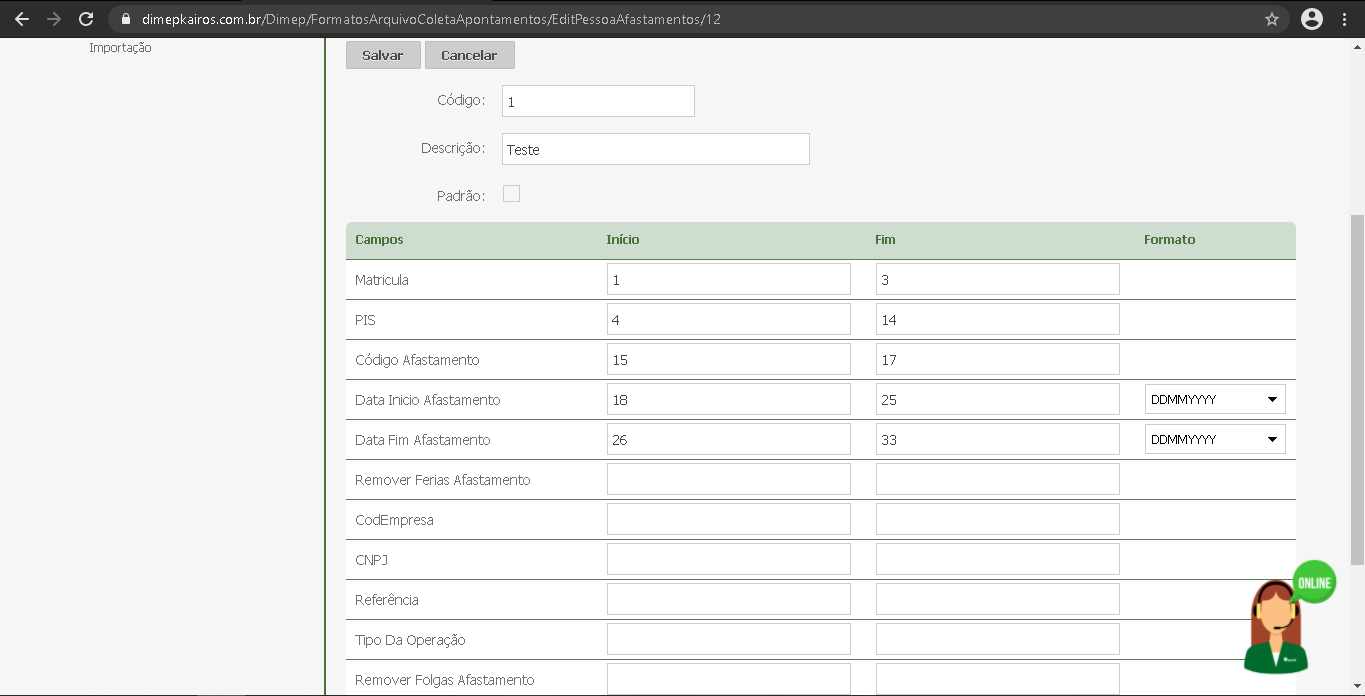 dimepkairos.com.br/Dimep/FormatosArquivoColetaApontamentos/EditPessoaAfastamentos/12
Importação
Salvar Cancelar
Código: 1
Descrição: Teste
Padrão:
Campos Início Fim Formato
Matricula 1 3
PIS 4 14
Código Afastamento 15 17
Data Inicio Afastamento 18 25 DDMMYYYY
Data Fim Afastamento 26 33 DDMMYYYY
Remover Ferias Afastamento
CodEmpresa
CNPJ
ONLINE
Referência
Tipo Da Operação
Remover Folgas Afastamento